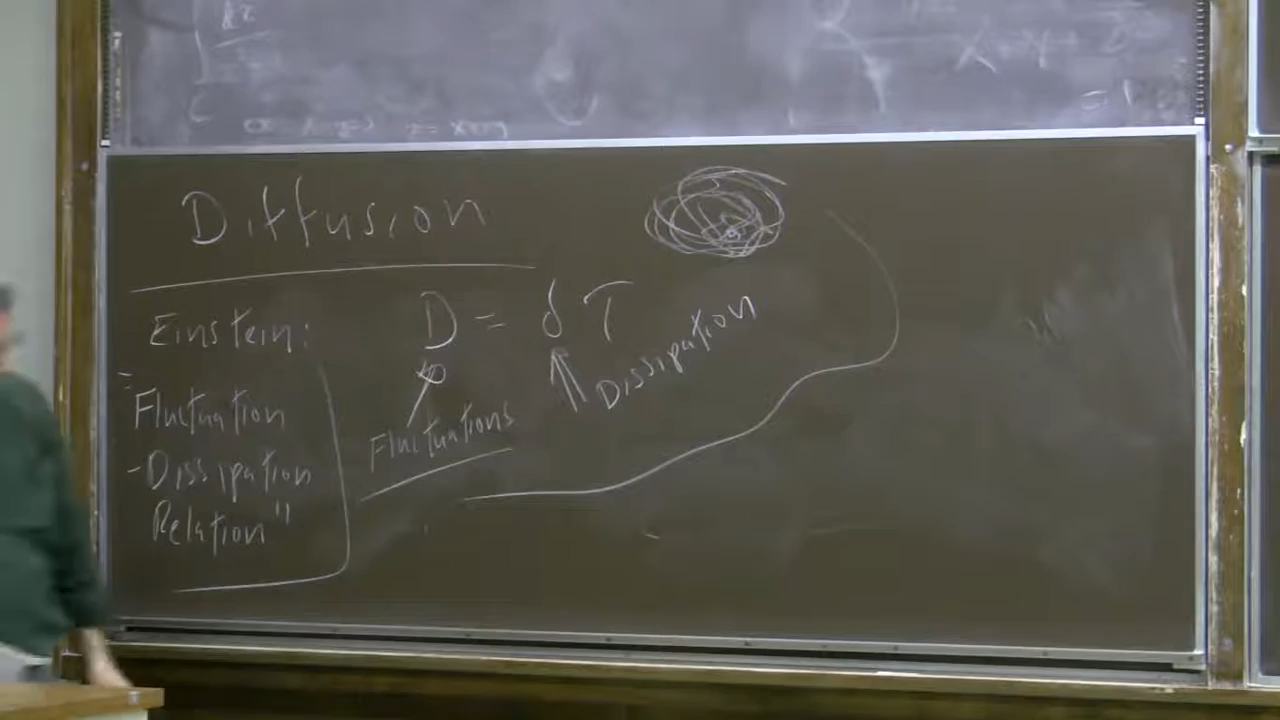 Diffusion
Einstein:
D = δ T
"Fluctuation
-Dissipation
Relation"
Fluctuations
Dissipation